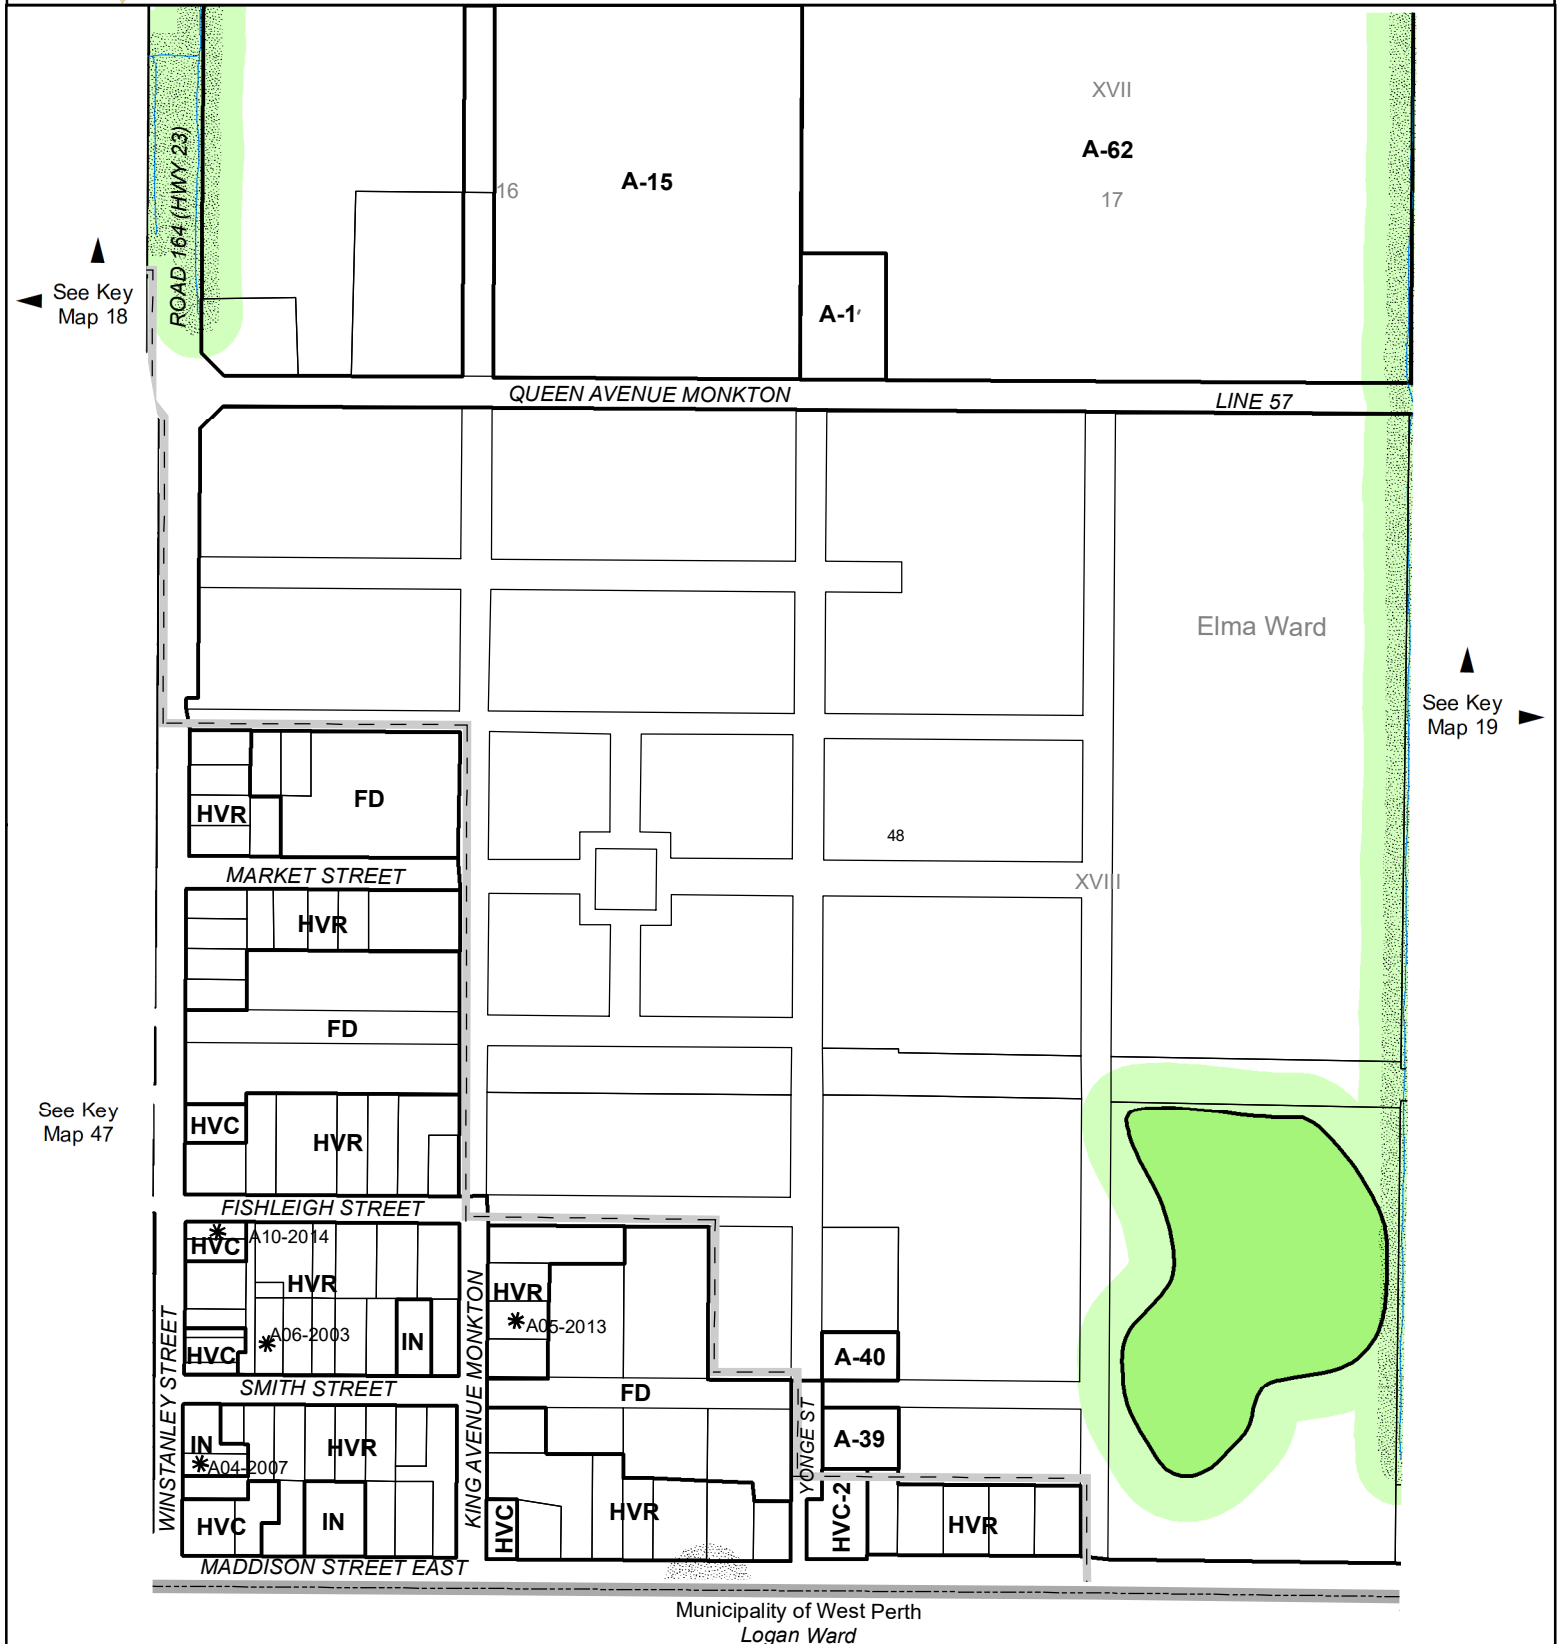 XVII
A-62
17
A-15
16
ROAD 164 (HWY 23)
See Key
Map 18
A-1
QUEEN AVENUE MONKTON
LINE 57
Elma Ward
See Key
Map 19
FD
HVR
48
MARKET STREET
XVIII
HVR
FD
See Key
Map 47
HVC
HVR
FISHLEIGH STREET
A10-2014
HVC
HVR
HVR
A05-2013
A06-2003
IN
HVC
A-40
SMITH STREET
FD
WINSTANLEY STREET
KING AVENUE MONKTON
YONGE ST
A-39
IN
HVR
A04-2007
HVC
IN
HVC
HVR
HVC-2
HVR
MADDISON STREET EAST
Municipality of West Perth
Logan Ward